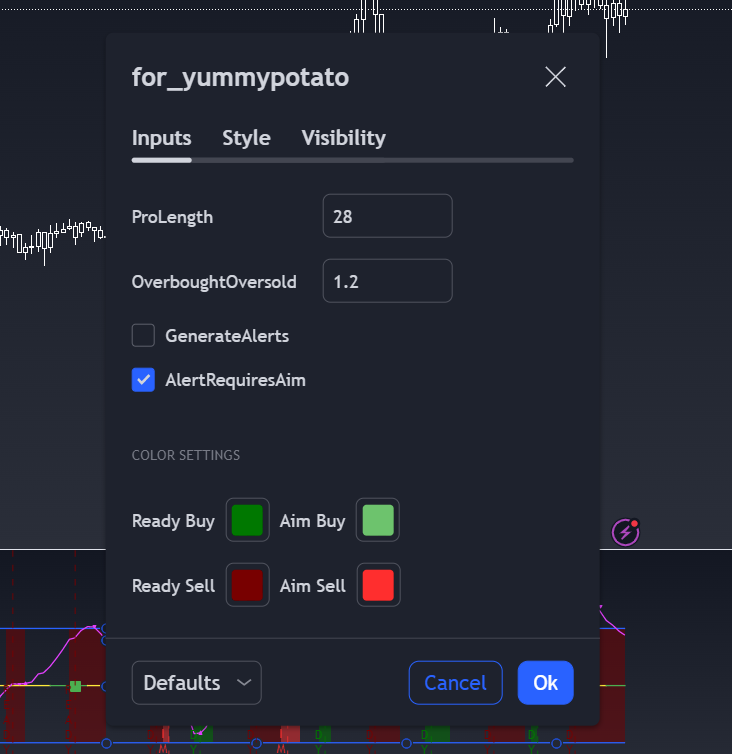 for_yummypotato
Inputs Style Visibility
ProLength 28
OverboughtOversold 1.2
GenerateAlerts
AlertRequiresAim
COLOR SETTINGS
Ready Buy Aim Buy
Ready Sell Aim Sell
Defaults Cancel Ok